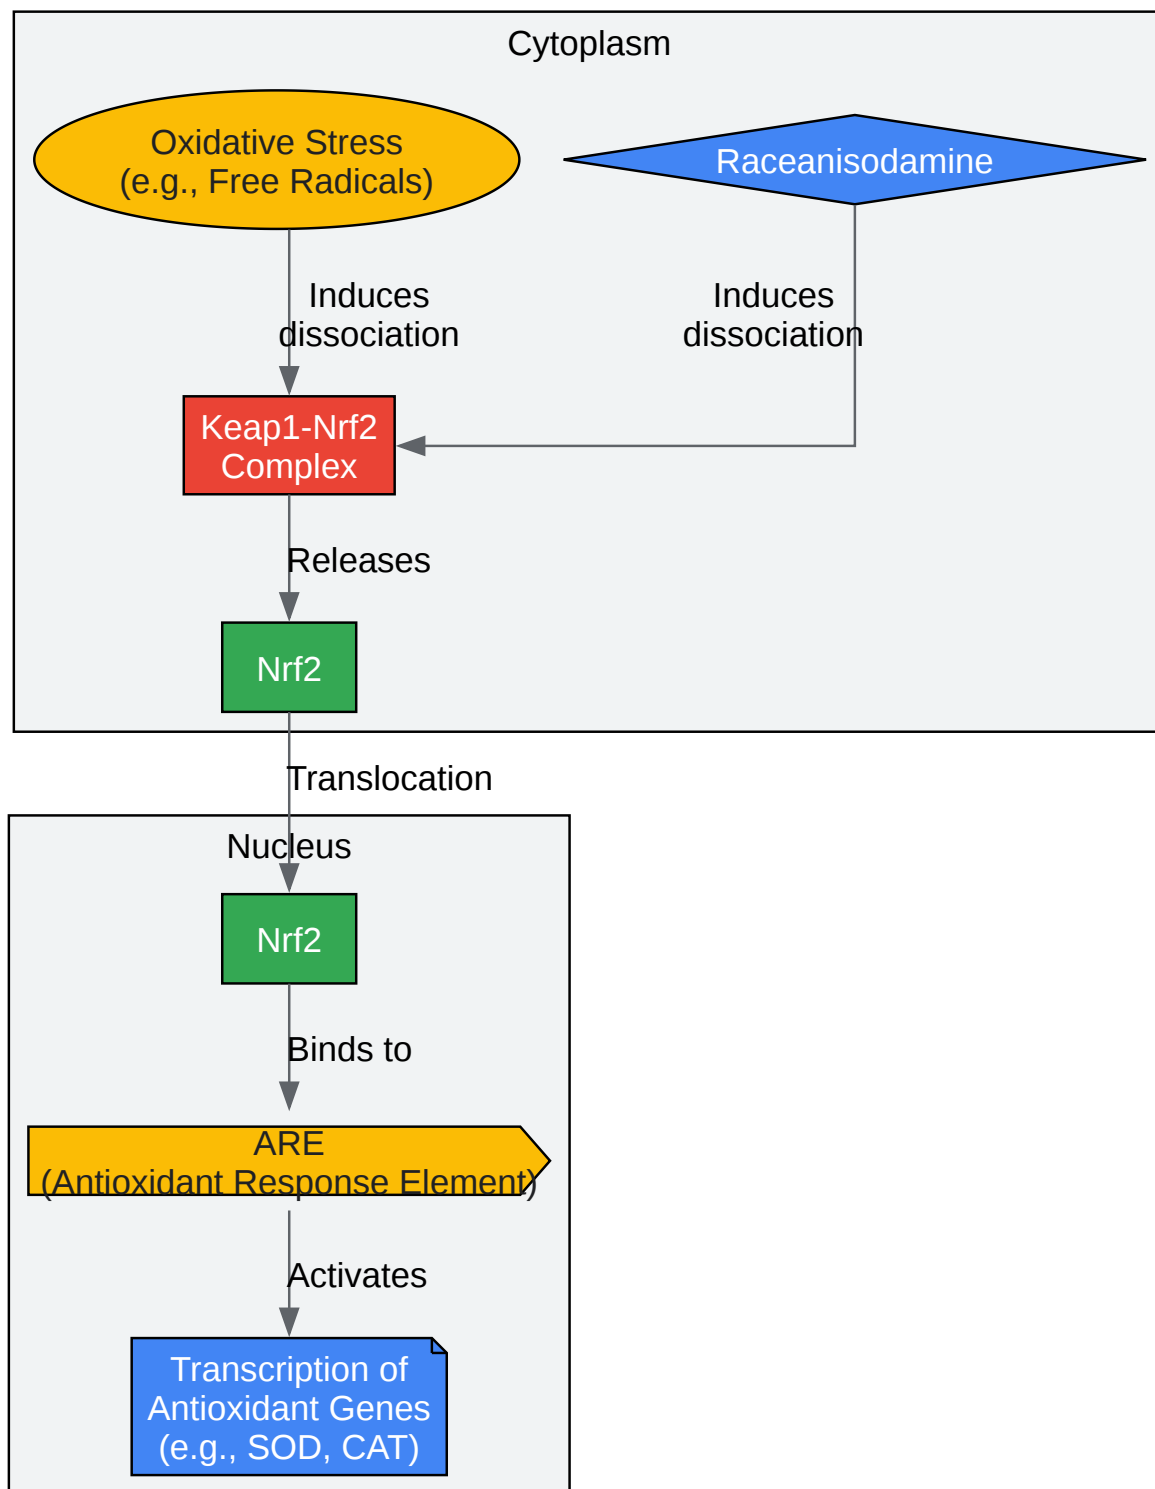 Cytoplasm
Oxidative Stress
(e.g., Free Radicals)
Raceanisodamine
Induces
dissociation
Induces
dissociation
Keap1-Nrf2
Complex
Releases
Nrf2
Translocation
Nucleus
Nrf2
Binds to
ARE
(Antioxidant Response Element)
Activates
Transcription of
Antioxidant Genes
(e.g., SOD, CAT)